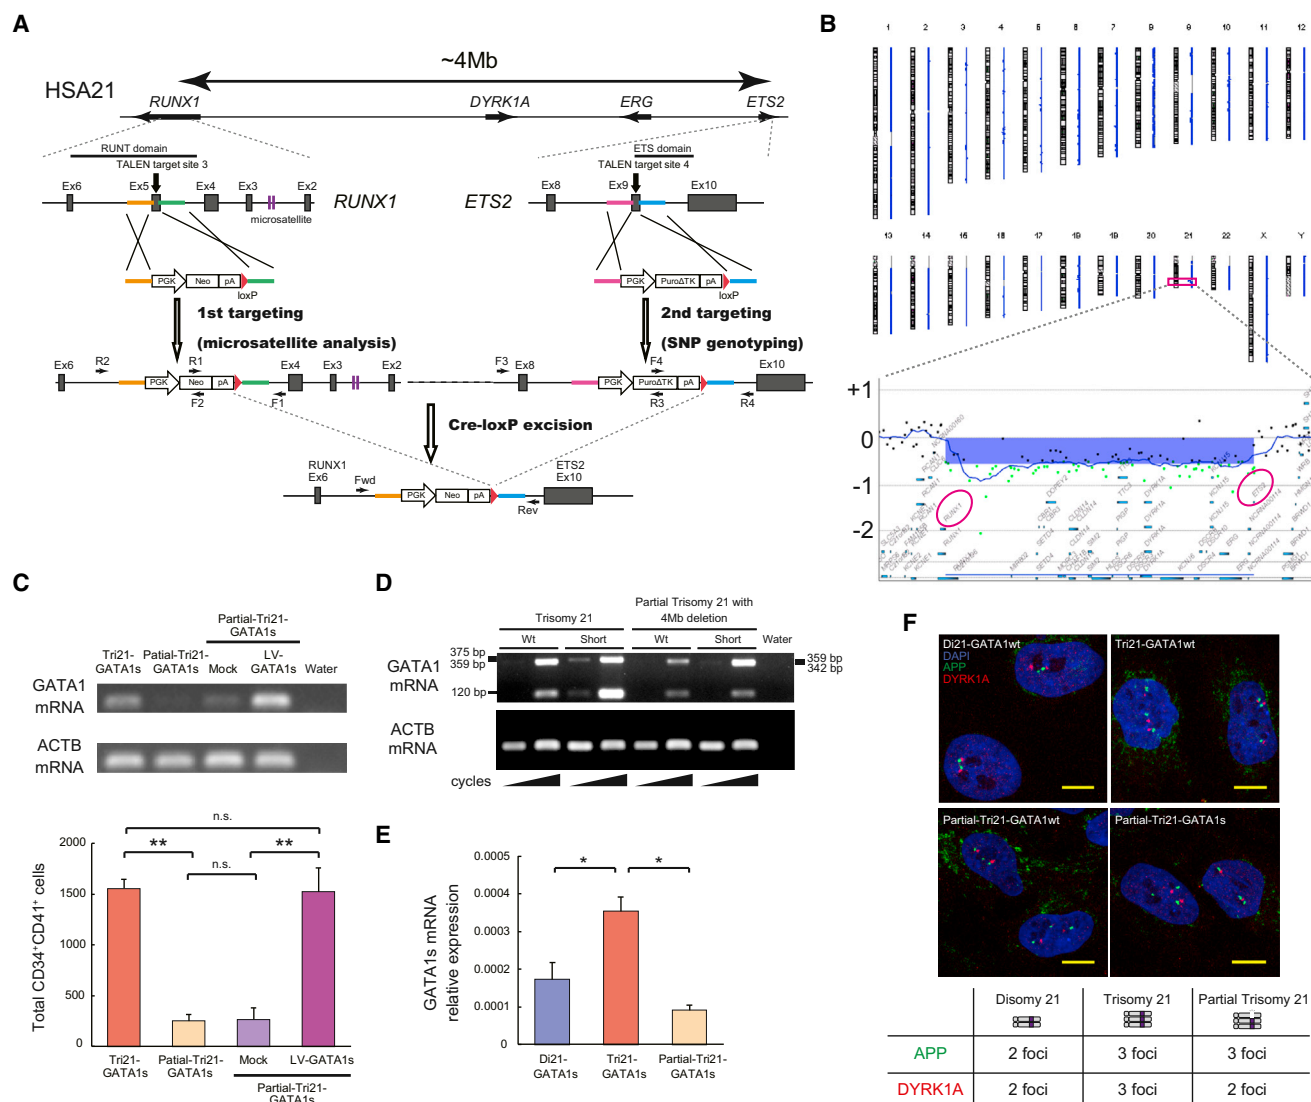 A
~4Mb
HSA21
RUNX1
DYRK1A
ERG
ETS2
RUNT domain
TALEN target site 3
Ex6
Ex5
Ex4
Ex3
Ex2
microsatellite
RUNX1
ETS domain
TALEN target site 4
Ex8
Ex9
Ex10
ETS2
PGK
Neo
pA
loxP
PGK
PuroΔTK
pA
loxP
1st targeting
(microsatellite analysis)
2nd targeting
(SNP genotyping)
Ex6
R2
R1
Ex4
Ex3
Ex2
F3
Ex8
F4
Ex10
PGK
Neo
pA
F2
F1
PGK
PuroΔTK
pA
R3
R4
Cre-loxP excision
RUNX1
Ex6
Fwd
PGK
Neo
pA
ETS2
Ex10
Rev
B
1 2 3 4 5 6 7 8 9 10 11 12
13 14 15 16 17 18 19 20 21 22 X Y
+1
0
-1
-2
RUNX1
ETS2
C
Partial-Tri21-
GATA1s
Tri21-
GATA1s
Patial-Tri21-
GATA1s
Mock
LV-
GATA1s
Water
GATA1
mRNA
ACTB
mRNA
Total CD34+CD41+ cells
2000
1500
1000
500
0
n.s.
**
**
n.s.
Tri21-
GATA1s
Patial-Tri21-
GATA1s
Mock
LV-GATA1s
Partial-Tri21-
GATA1s
D
Trisomy 21
Partial Trisomy 21 with
4Mb deletion
Wt
Short
Wt
Short
Water
375 bp
359 bp
120 bp
359 bp
342 bp
GATA1
mRNA
ACTB
mRNA
cycles
E
GATA1s mRNA
relative expression
0.0005
0.0004
0.0003
0.0002
0.0001
0
*
*
Di21-
GATA1s
Tri21-
GATA1s
Partial-Tri21-
GATA1s
F
Di21-GATA1wt
DAPI
APP
DYRK1A
Tri21-GATA1wt
Partial-Tri21-GATA1wt
Partial-Tri21-GATA1s
Disomy 21
Trisomy 21
Partial Trisomy 21
APP
2 foci
3 foci
3 foci
DYRK1A
2 foci
3 foci
2 foci